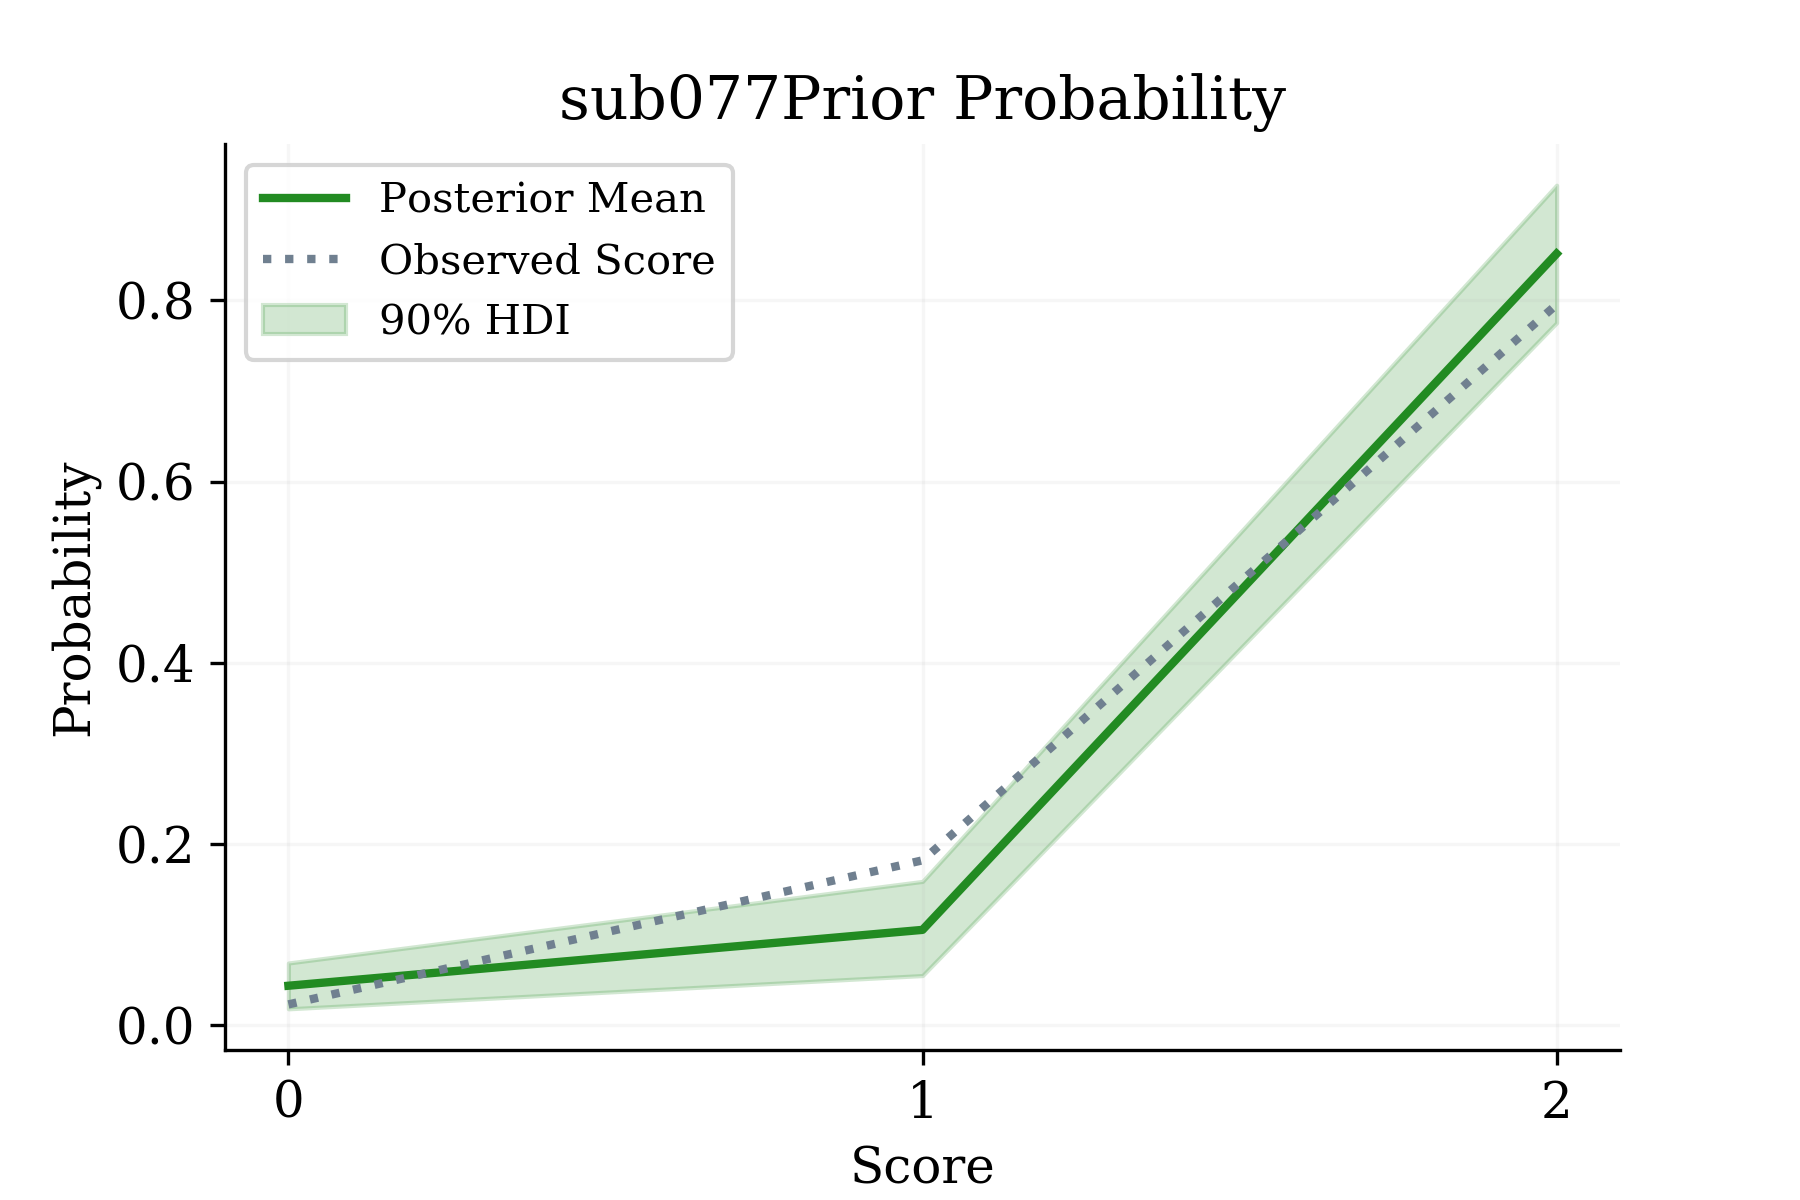 sub077Prior Probability
Posterior Mean
Observed Score
90% HDI
Probability
0.8
0.6
0.4
0.2
0.0
0
1
2
Score